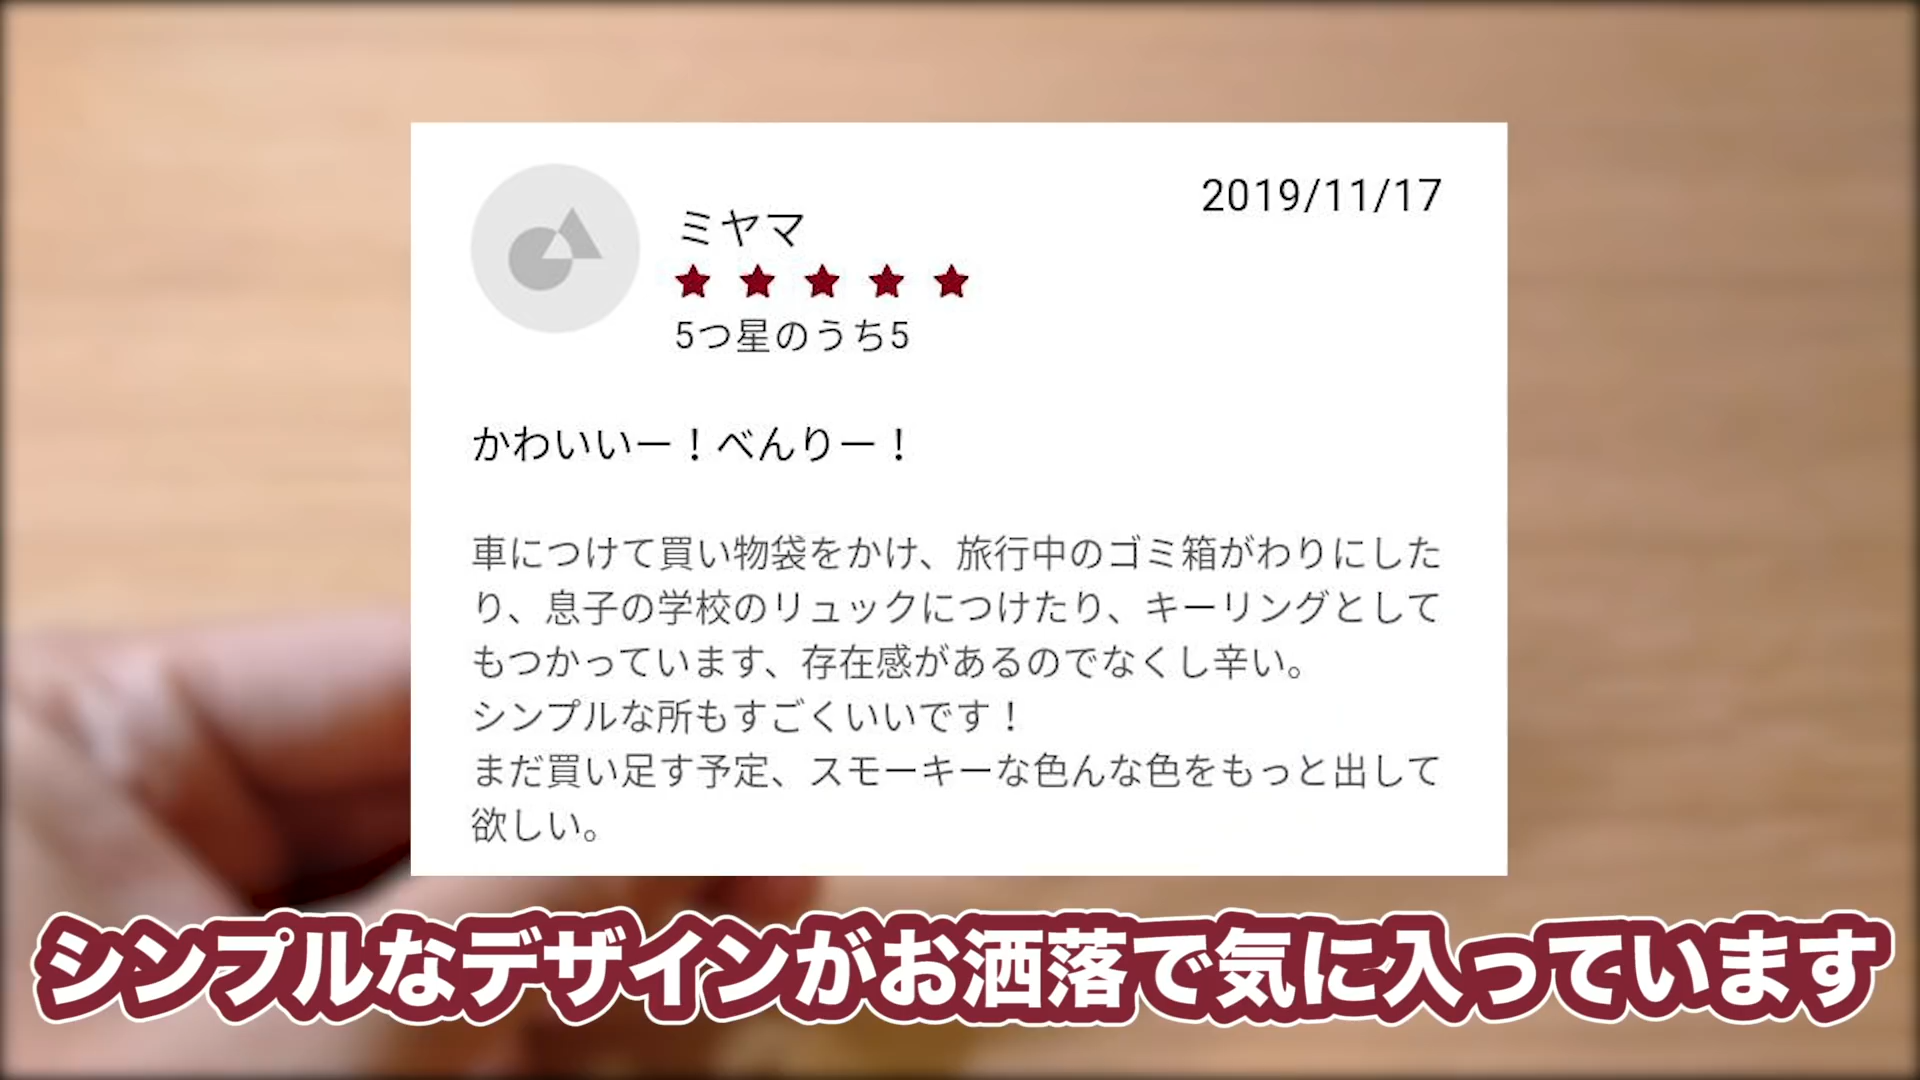 2019/11/17
ミヤマ
★ ★ ★ ★ ★
5つ星のうち5
かわいいー！べんりー！
車につけて買い物袋をかけ、旅行中のゴミ箱がわりにした
り、息子の学校のリュックにつけたり、キーリングとして
もつかっています、存在感があるのでなくし辛い。
シンプルな所もすごくいいです！
まだ買い足す予定、スモーキーな色んな色をもっと出して
欲しい。
シンプルなデザインがお洒落で気に入っています